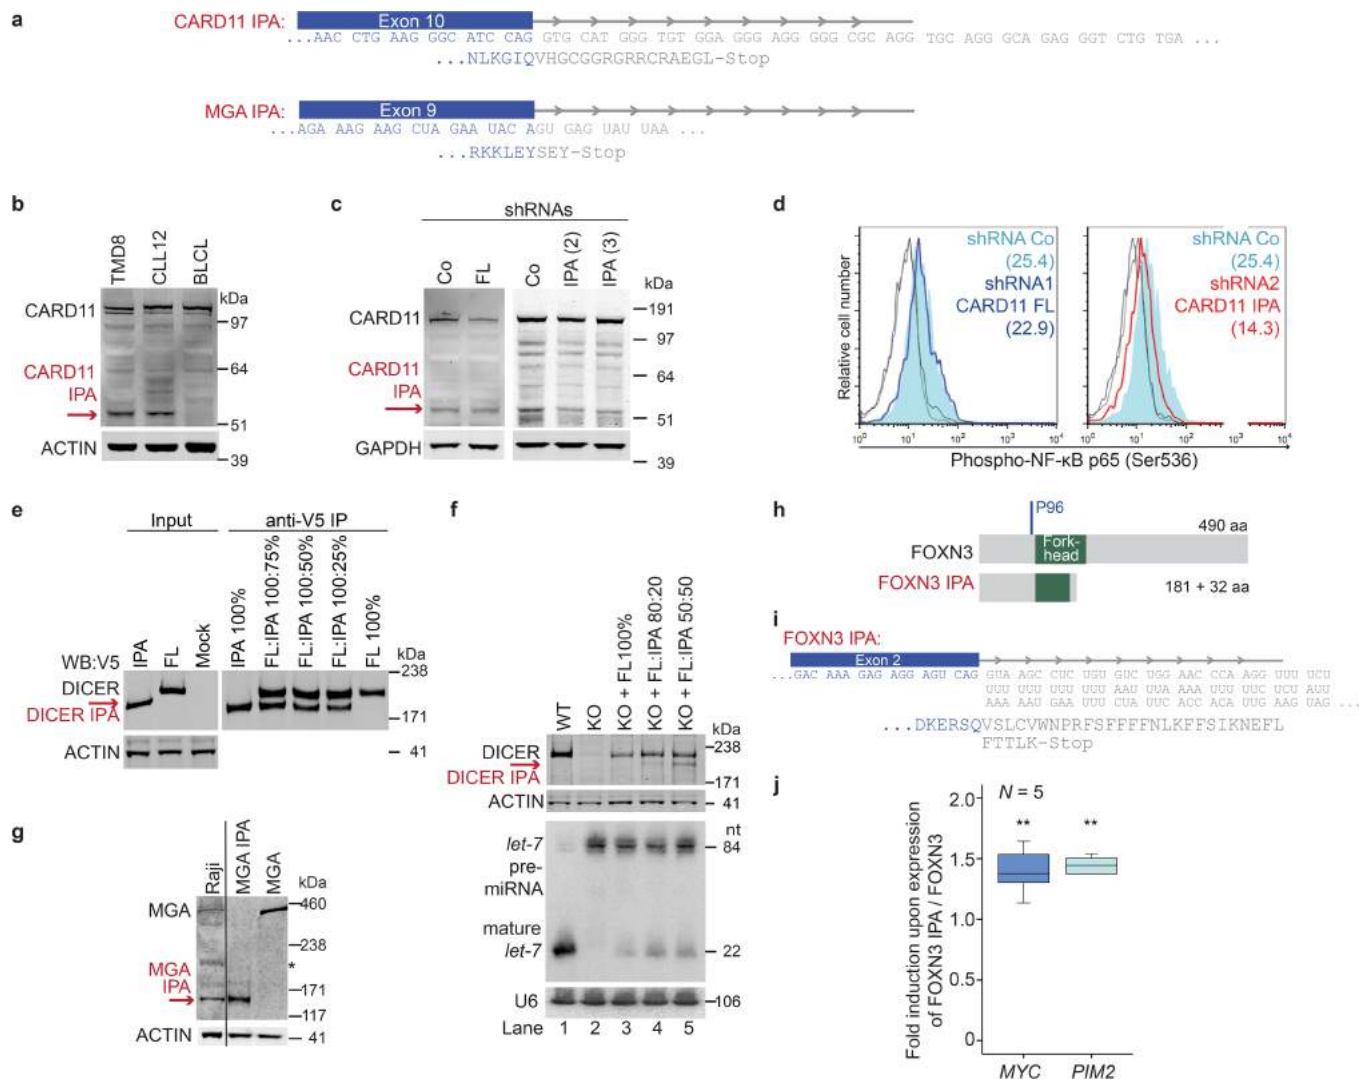 a
CARD11 IPA: Exon 10
...AAC CTG AAG GGC ATC CAG GTG CAT GGG TGT GGA GGG AGG GGG CGC AGG TGC AGG GCA GAG GGT CTG TGA ...
...NLKGIQVHGCGGRGRRCRAEGL-Stop
MGA IPA: Exon 9
...AGA AAG AAG CUA GAA UAC AGU GAG UAU UAA ...
...RKKLEYSEY-Stop
b
TMD8
CLL12
BLCL
kDa
CARD11
97
CARD11
IPA
64
51
ACTIN
39
c
shRNAs
Co
FL
Co
IPA (2)
IPA (3)
kDa
CARD11
191
97
CARD11
IPA
64
51
GAPDH
39
d
Relative cell number
shRNA Co
(25.4)
shRNA1
CARD11 FL
(22.9)
shRNA Co
(25.4)
shRNA2
CARD11 IPA
(14.3)
10⁰ 10¹ 10² 10³ 10⁴
10⁰ 10¹ 10² 10³ 10⁴
Phospho-NF-κB p65 (Ser536)
e
Input
anti-V5 IP
IPA
FL
Mock
IPA 100%
FL:IPA 100:75%
FL:IPA 100:50%
FL:IPA 100:25%
FL 100%
WB:V5
kDa
238
DICER
DICER IPA
171
ACTIN
41
f
WT
KO
KO + FL100%
KO + FL:IPA 80:20
KO + FL:IPA 50:50
kDa
DICER
238
DICER IPA
171
ACTIN
41
nt
let-7
84
pre-
miRNA
mature
let-7
22
U6
106
Lane 1 2 3 4 5
g
Raji
MGA IPA
MGA
kDa
MGA
460
238
*
MGA
IPA
171
117
ACTIN
41
h
P96
490 aa
FOXN3
Fork-
head
FOXN3 IPA
181 + 32 aa
i
FOXN3 IPA:
Exon 2
...GAC AAA GAG AGG AGU CAG GUA AGC CUC UGU GUC UGG AAC CCA AGG UUU UCU
UUU UUU UUU UUU AAU UUA AAA UUU UUC UCU AUU
AAA AAU GAA UUU CUA UUC ACC ACA UUG AAG UAG ...
...DKERSQVSLCVWNPRFSFFFFNLKFFSIKNEFL
FTTLK-Stop
j
Fold induction upon expression
of FOXN3 IPA / FOXN3
N = 5
2.0
** **
1.5
1.0
0.5
0
MYC PIM2